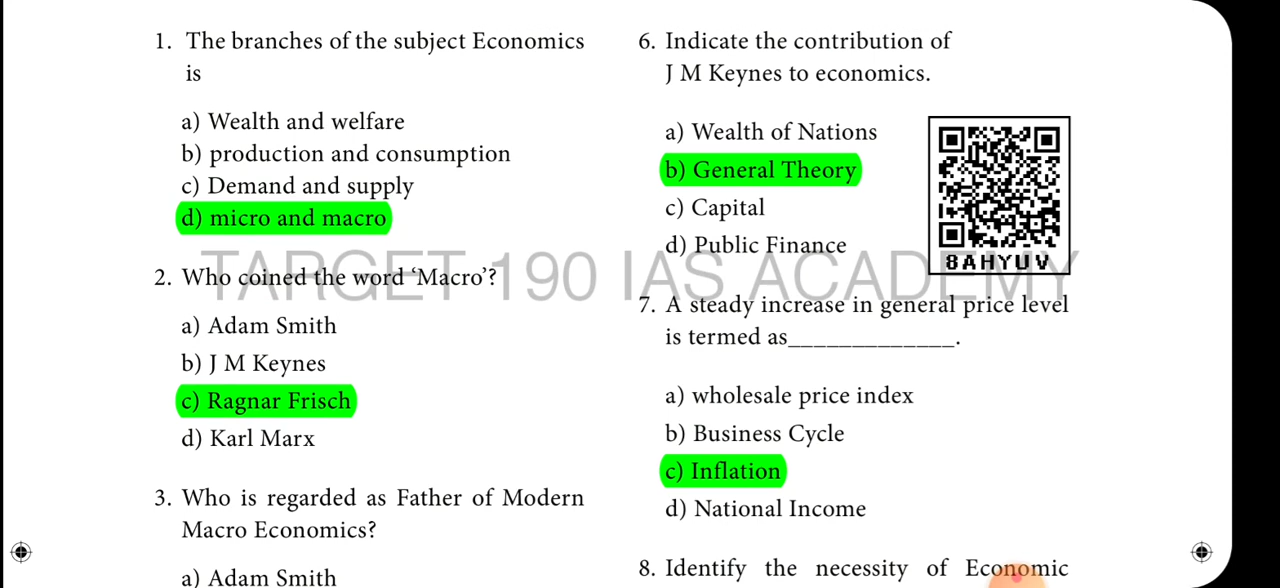 1. The branches of the subject Economics
is
a) Wealth and welfare
b) production and consumption
c) Demand and supply
d) micro and macro
2. Who coined the word ‘Macro’?
a) Adam Smith
b) J M Keynes
c) Ragnar Frisch
d) Karl Marx
3. Who is regarded as Father of Modern
Macro Economics?
a) Adam Smith
6. Indicate the contribution of
J M Keynes to economics.
a) Wealth of Nations
b) General Theory
c) Capital
d) Public Finance
8AHYUV
7. A steady increase in general price level
is termed as_____________.
a) wholesale price index
b) Business Cycle
c) Inflation
d) National Income
8. Identify the necessity of Economic
TARGET 190 IAS ACADEMY